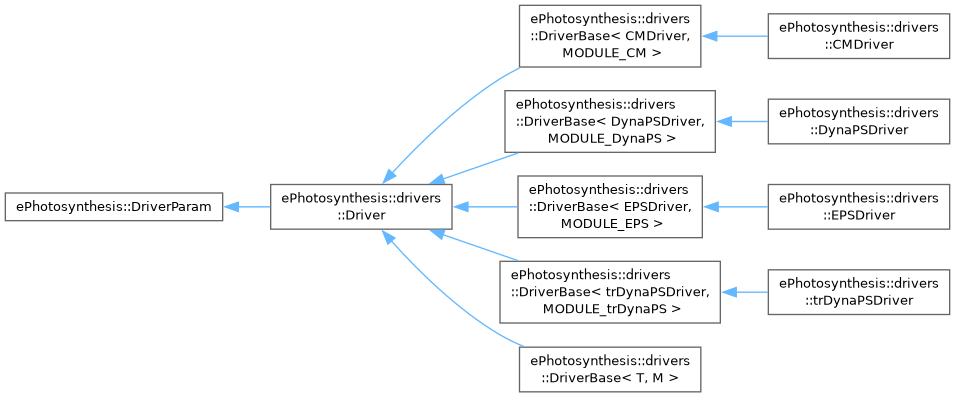 ePhotosynthesis::DriverParam
ePhotosynthesis::drivers
::Driver
ePhotosynthesis::drivers
::DriverBase< CMDriver,
MODULE_CM >
ePhotosynthesis::drivers
::CMDriver
ePhotosynthesis::drivers
::DriverBase< DynaPSDriver,
MODULE_DynaPS >
ePhotosynthesis::drivers
::DynaPSDriver
ePhotosynthesis::drivers
::DriverBase< EPSDriver,
MODULE_EPS >
ePhotosynthesis::drivers
::EPSDriver
ePhotosynthesis::drivers
::DriverBase< trDynaPSDriver,
MODULE_trDynaPS >
ePhotosynthesis::drivers
::trDynaPSDriver
ePhotosynthesis::drivers
::DriverBase< T, M >